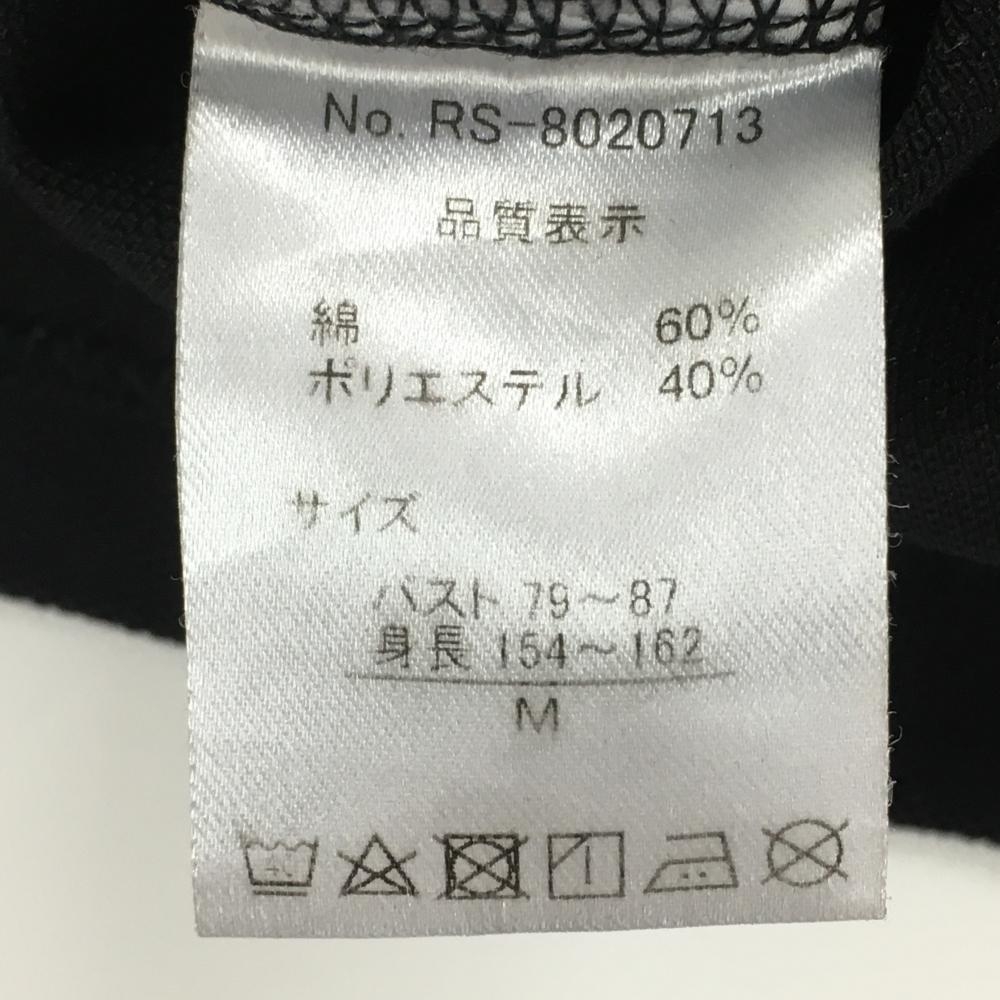 No. RS-8020713
品質表示
綿 60%
ポリエステル 40%
サイズ
バスト 79～87
身長 154～162
M
40